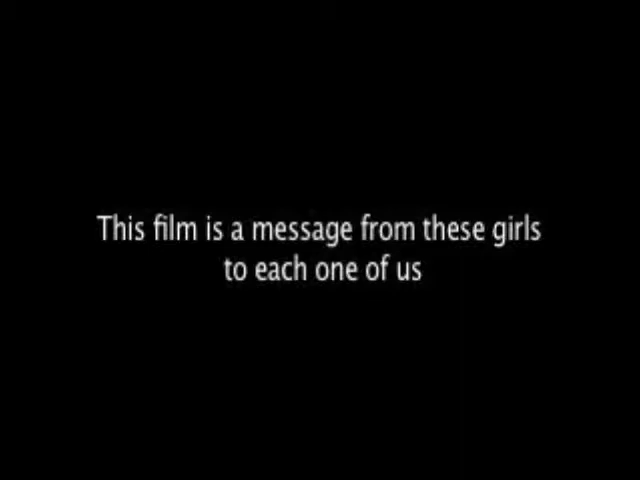 This film is a message from these girls
to each one of us